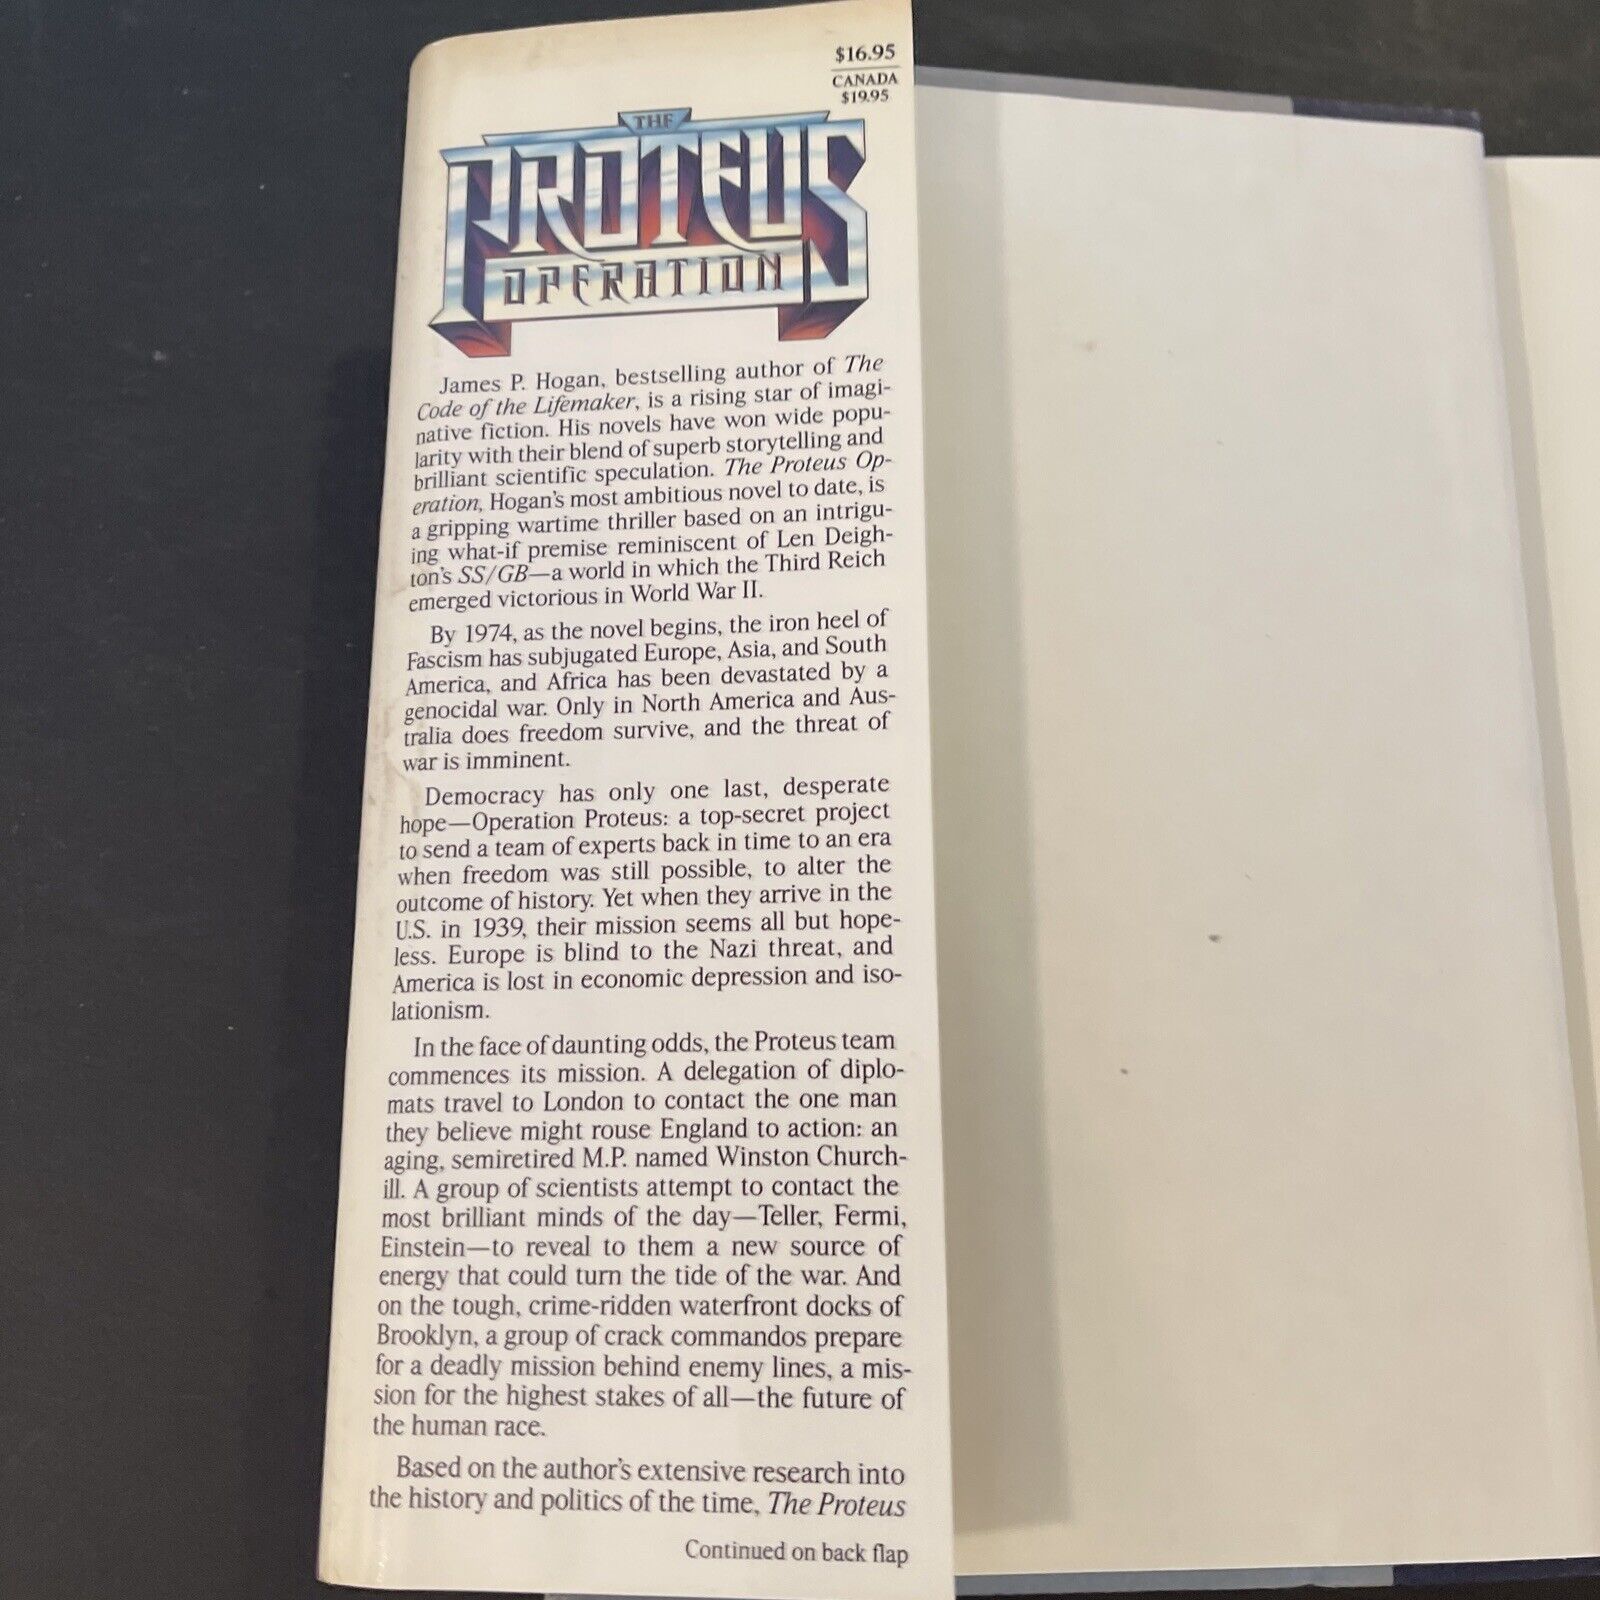 $16.95
CANADA
$19.95
THE
PROTEUS
OPERATION
James P. Hogan, bestselling author of The
Code of the Lifemaker, is a rising star of imagi-
native fiction. His novels have won wide popu-
larity with their blend of superb storytelling and
brilliant scientific speculation. The Proteus Op-
eration, Hogan's most ambitious novel to date, is
a gripping wartime thriller based on an intrigu-
ing what-if premise reminiscent of Len Deigh-
ton's SS/GB—a world in which the Third Reich
emerged victorious in World War II.
By 1974, as the novel begins, the iron heel of
Fascism has subjugated Europe, Asia, and South
America, and Africa has been devastated by a
genocidal war. Only in North America and Aus-
tralia does freedom survive, and the threat of
war is imminent.
Democracy has only one last, desperate
hope—Operation Proteus: a top-secret project
to send a team of experts back in time to an era
when freedom was still possible, to alter the
outcome of history. Yet when they arrive in the
U.S. in 1939, their mission seems all but hope-
less. Europe is blind to the Nazi threat, and
America is lost in economic depression and iso-
lationism.
In the face of daunting odds, the Proteus team
commences its mission. A delegation of diplo-
mats travel to London to contact the one man
they believe might rouse England to action: an
aging, semiretired M.P. named Winston Church-
ill. A group of scientists attempt to contact the
most brilliant minds of the day—Teller, Fermi,
Einstein—to reveal to them a new source of
energy that could turn the tide of the war. And
on the tough, crime-ridden waterfront docks of
Brooklyn, a group of crack commandos prepare
for a deadly mission behind enemy lines, a mis-
sion for the highest stakes of all—the future of
the human race.
Based on the author's extensive research into
the history and politics of the time, The Proteus
Continued on back flap